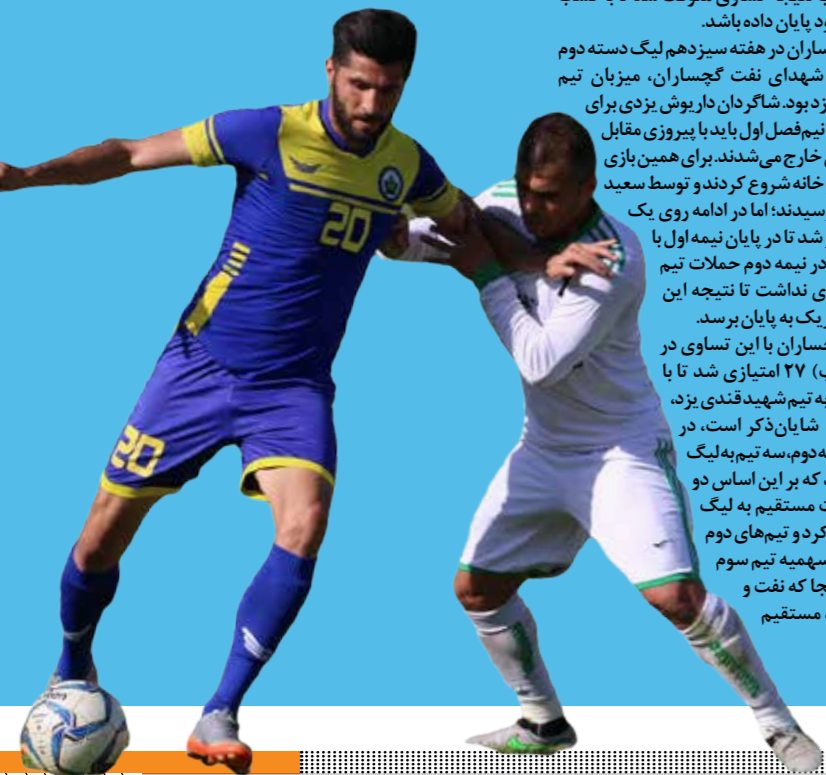 ود پایان داده باشد.
ساران در هفته سیزدهم لیگ دسته دوم
شهدای نفت گچساران، میزبان تیم
زد بود. شاگردان داریوش یزدی برای
نیم‌فصل اول باید با پیروزی مقابل
خارج می‌شدند. برای همین بازی
خانه شروع کردند و توسط سعید
سیدند؛ اما در ادامه روی یک
شد تا در پایان نیمه اول با
در نیمه دوم حملات تیم
ی نداشت تا نتیجه این
ریک به پایان برسد.
چساران با این تساوی در
ب) ۲۷ امتیازی شد تا با
به تیم شهیدقندی یزد،
شایان‌ذکر است، در
ه دوم، سه تیم به لیگ
که بر این اساس دو
ت مستقیم به لیگ
کرد و تیم‌های دوم
سهمیه تیم سوم
جا که نفت و
مستقیم
20
20